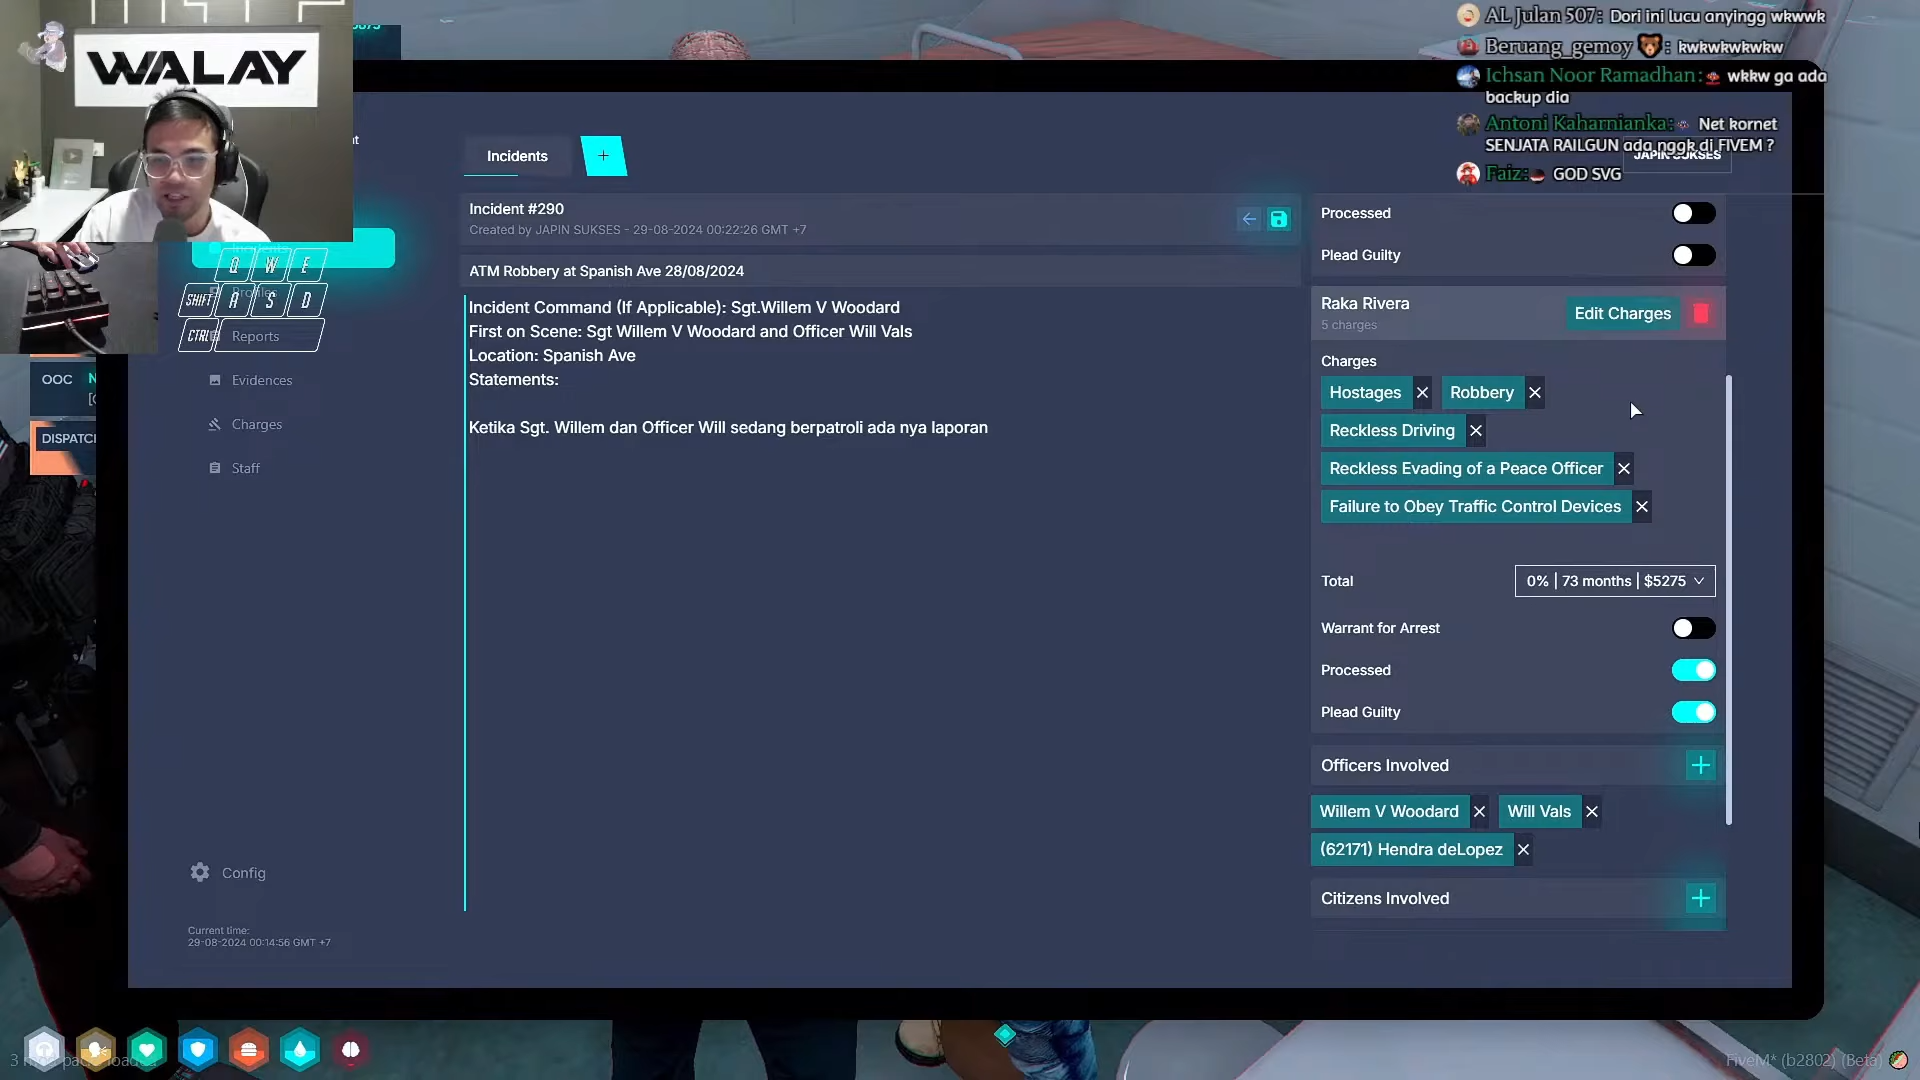 WALAY
AL Julan 507: Dori ini lucu anyingg wkwwk
Beruang_gemoy : kwkwkwkwkw
Ichsan Noor Ramadhan: wkkw ga ada
backup dia
Antoni Kaharnianka: Net kornet
SENJATA RAILGUN ada nggk di FIVEM ?
JAPIN SUKSES
Faiz: GOD SVG
Incidents
+
Incident #290
Created by JAPIN SUKSES - 29-08-2024 00:22:26 GMT +7
ATM Robbery at Spanish Ave 28/08/2024
Incident Command (If Applicable): Sgt.Willem V Woodard
First on Scene: Sgt Willem V Woodard and Officer Will Vals
Location: Spanish Ave
Statements:
Ketika Sgt. Willem dan Officer Will sedang berpatroli ada nya laporan
Q W E
SHIFT A S D
CTRL
Profiles
Reports
Evidences
Charges
Staff
OOC N
DISPATC
Config
Current time:
29-08-2024 00:14:56 GMT +7
Processed
Plead Guilty
Raka Rivera
5 charges
Edit Charges
Charges
Hostages
Robbery
Reckless Driving
Reckless Evading of a Peace Officer
Failure to Obey Traffic Control Devices
Total
0% | 73 months | $5275
Warrant for Arrest
Processed
Plead Guilty
Officers Involved
Willem V Woodard
Will Vals
(62171) Hendra deLopez
Citizens Involved
FiveM* (b2802) (Beta)